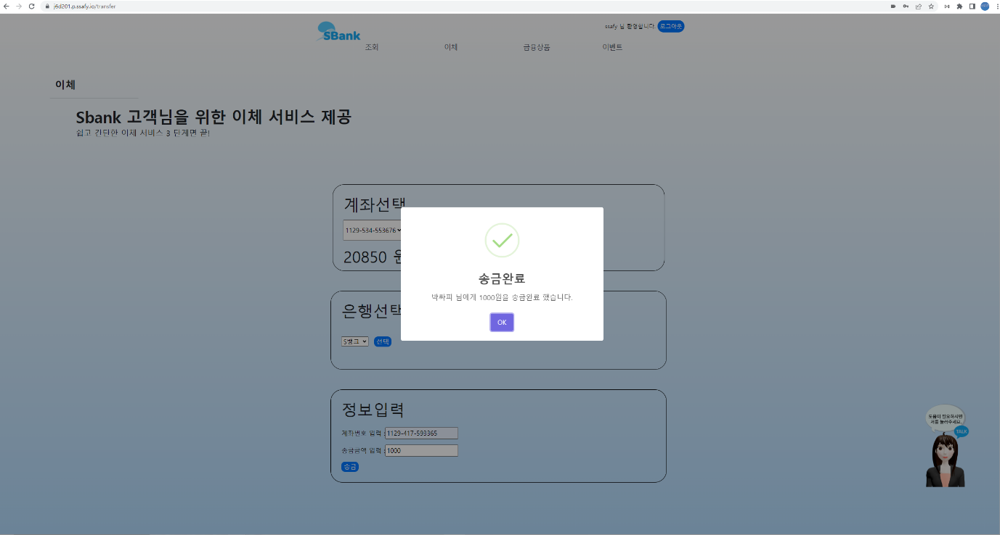 j6d201.p.ssafy.io/transfer
SBank
ssafy 님 환영합니다. 로그아웃
조회
이체
금융상품
이벤트
이체
Sbank 고객님을 위한 이체 서비스 제공
쉽고 간단한 이체 서비스 3 단계면 끝!
계좌선택
1129-534-553676
20850 원
송금완료
박싸피 님에게 1000원을 송금완료 했습니다.
OK
은행선택
S뱅크 선택
정보입력
계좌번호 입력 : 1129-417-593365
송금금액 입력 : 1000
송금
도움이 필요하시면
저를 눌러주세요.
TALK